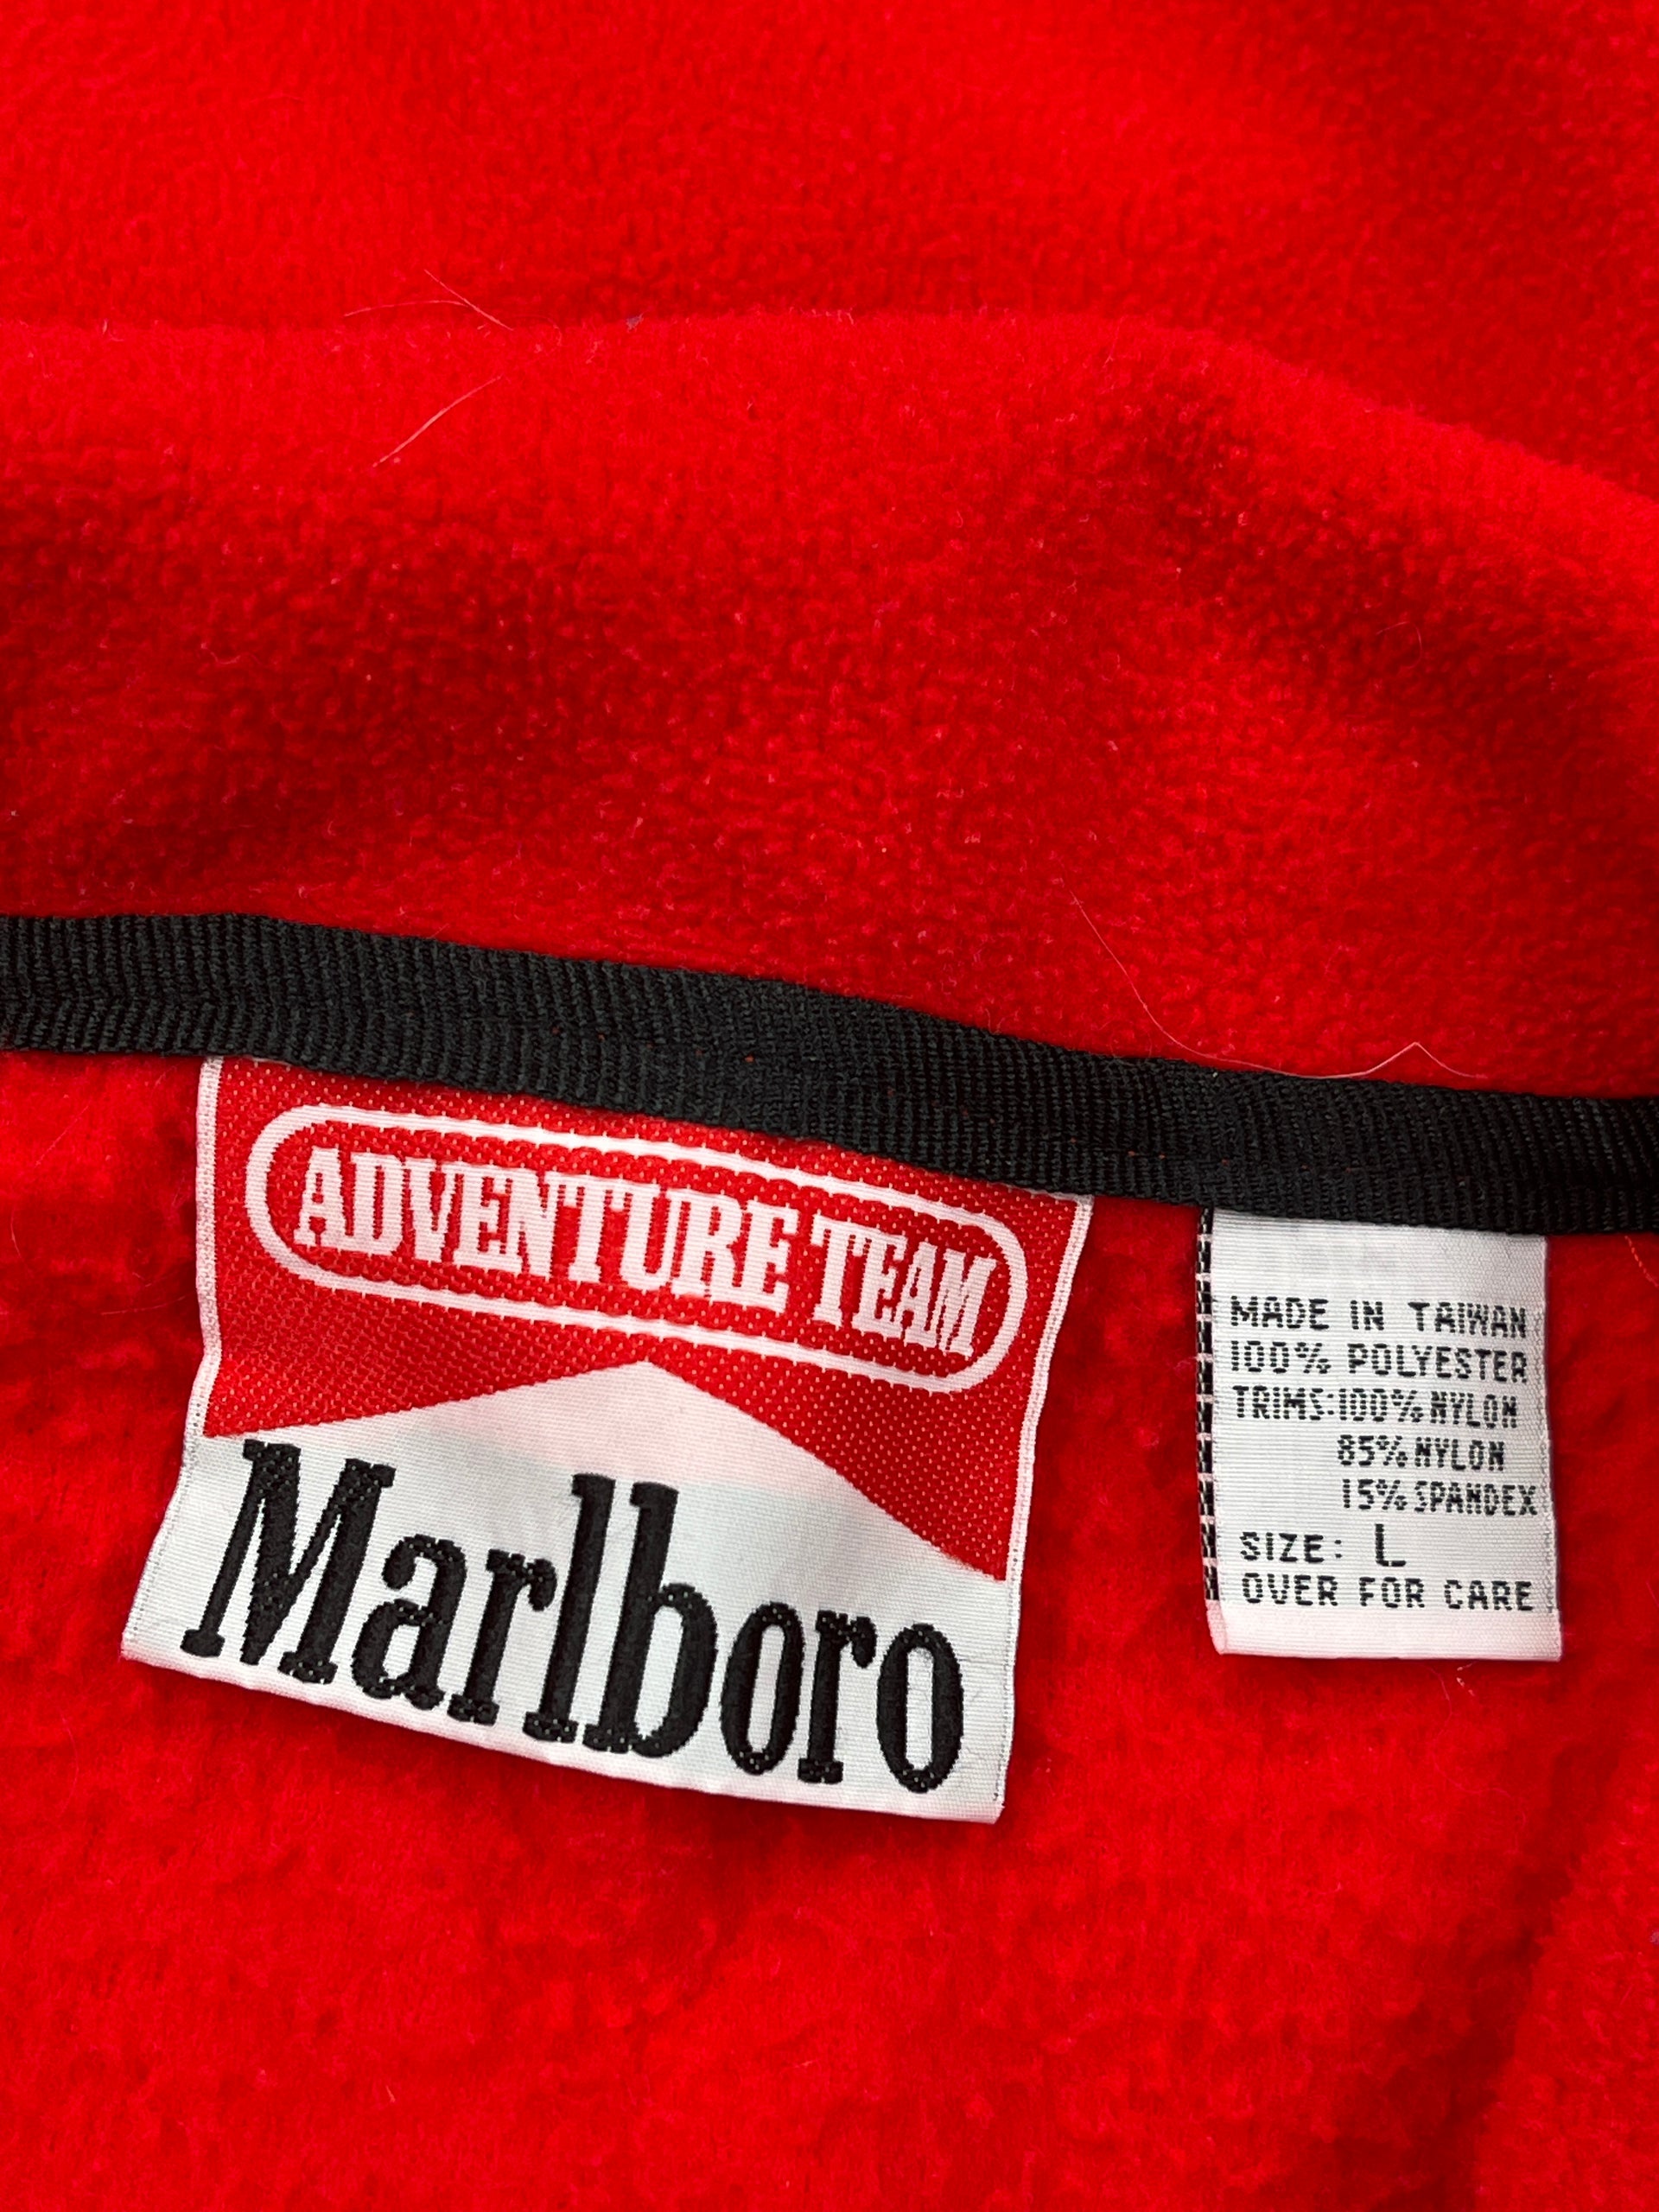 ADVENTURE TEAM
Marlboro
MADE IN TAIWAN
100% POLYESTER
TRIMS:100% NYLON
85% NYLON
15% SPANDEX
SIZE: L
OVER FOR CARE